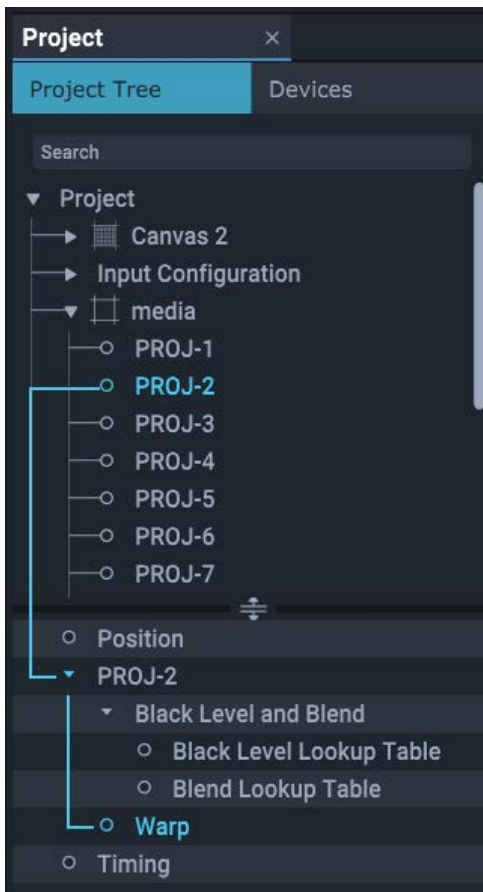 Project ×
Project Tree Devices
Search
Project
Canvas 2
Input Configuration
media
PROJ-1
PROJ-2
PROJ-3
PROJ-4
PROJ-5
PROJ-6
PROJ-7
Position
PROJ-2
Black Level and Blend
Black Level Lookup Table
Blend Lookup Table
Warp
Timing